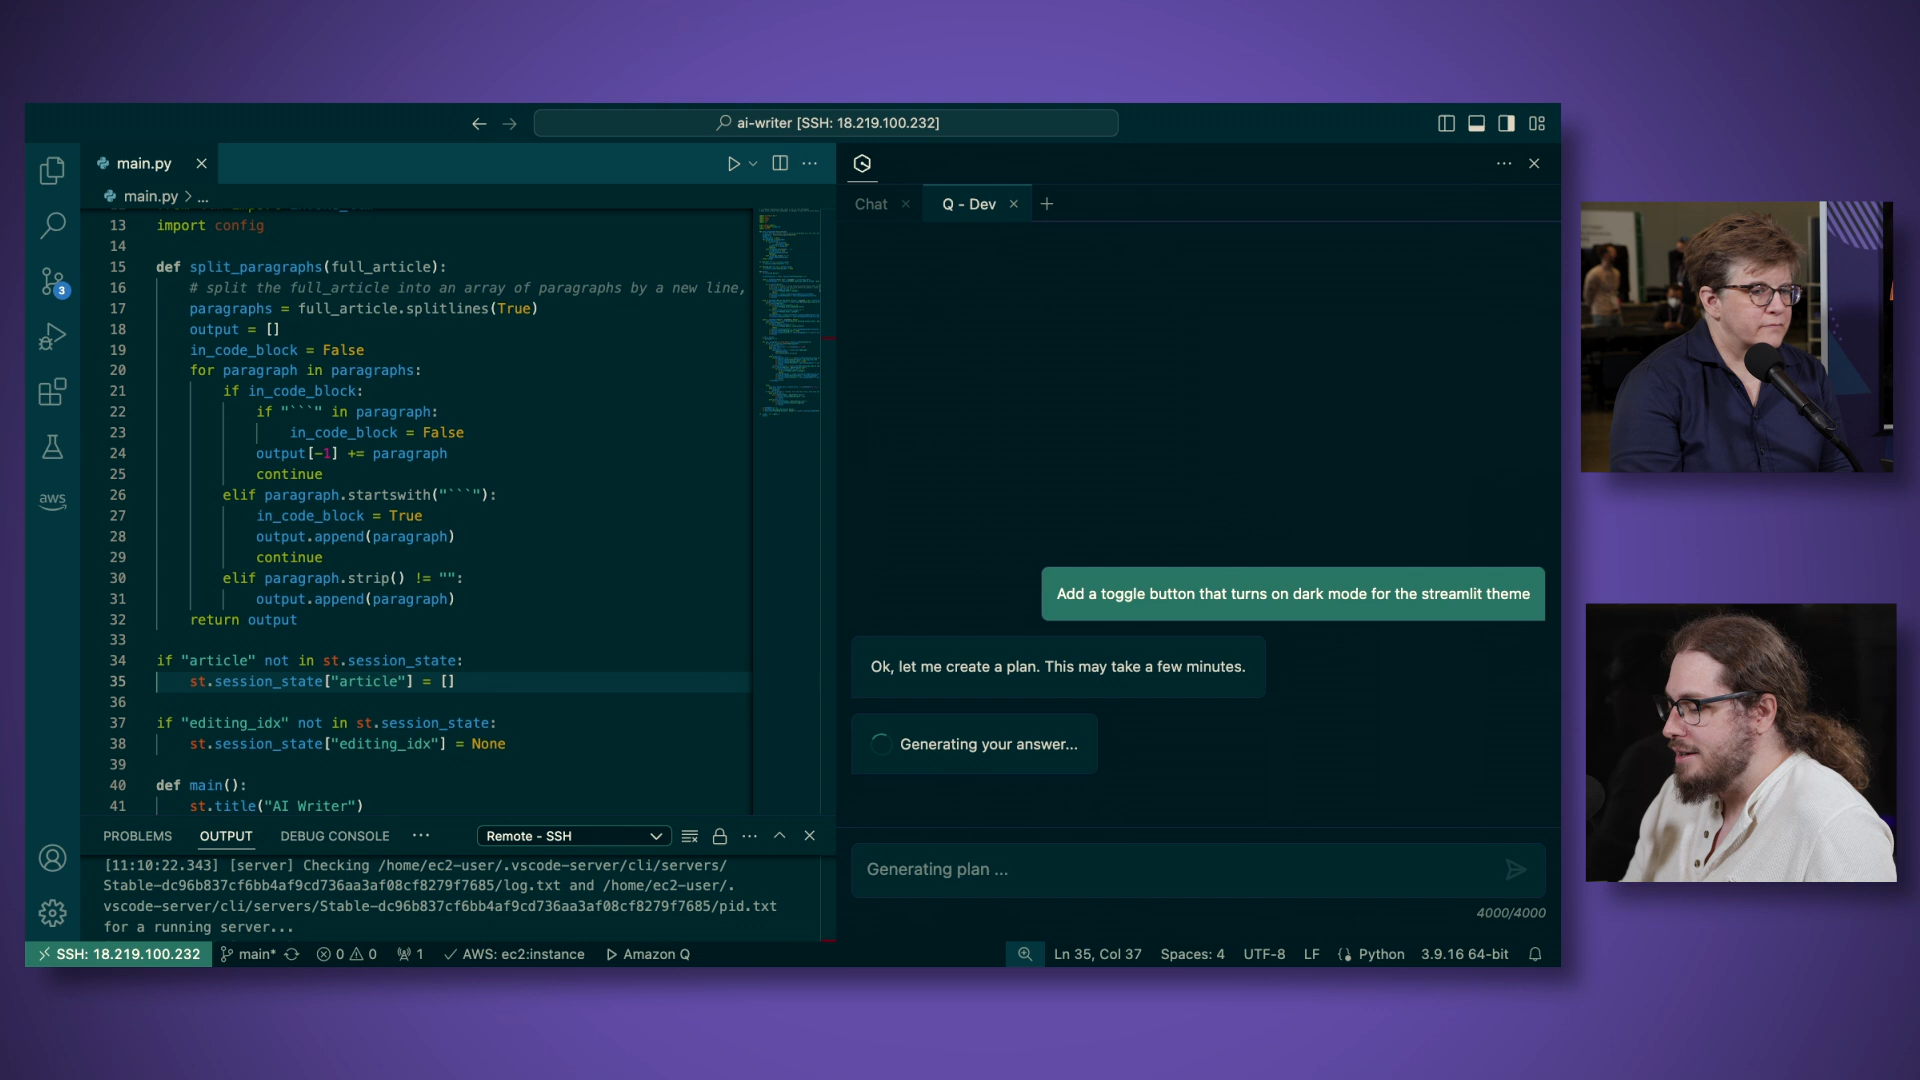 ai-writer [SSH: 18.219.100.232]
main.py
main.py > ...
13 import config
14
15 def split_paragraphs(full_article):
16 # split the full_article into an array of paragraphs by a new line,
17 paragraphs = full_article.splitlines(True)
18 output = []
19 in_code_block = False
20 for paragraph in paragraphs:
21 if in_code_block:
22 if "```" in paragraph:
23 in_code_block = False
24 output[-1] += paragraph
25 continue
26 elif paragraph.startswith("```"):
27 in_code_block = True
28 output.append(paragraph)
29 continue
30 elif paragraph.strip() != "":
31 output.append(paragraph)
32 return output
33
34 if "article" not in st.session_state:
35 st.session_state["article"] = []
36
37 if "editing_idx" not in st.session_state:
38 st.session_state["editing_idx"] = None
39
40 def main():
41 st.title("AI Writer")
3
aws
PROBLEMS OUTPUT DEBUG CONSOLE ... Remote - SSH
[11:10:22.343] [server] Checking /home/ec2-user/.vscode-server/cli/servers/
Stable-dc96b837cf6bb4af9cd736aa3af08cf8279f7685/log.txt and /home/ec2-user/.
vscode-server/cli/servers/Stable-dc96b837cf6bb4af9cd736aa3af08cf8279f7685/pid.txt
for a running server...
Chat Q - Dev
Add a toggle button that turns on dark mode for the streamlit theme
Ok, let me create a plan. This may take a few minutes.
Generating your answer...
Generating plan ...
4000/4000
SSH: 18.219.100.232 main* 0 0 1 AWS: ec2:instance Amazon Q Ln 35, Col 37 Spaces: 4 UTF-8 LF Python 3.9.16 64-bit